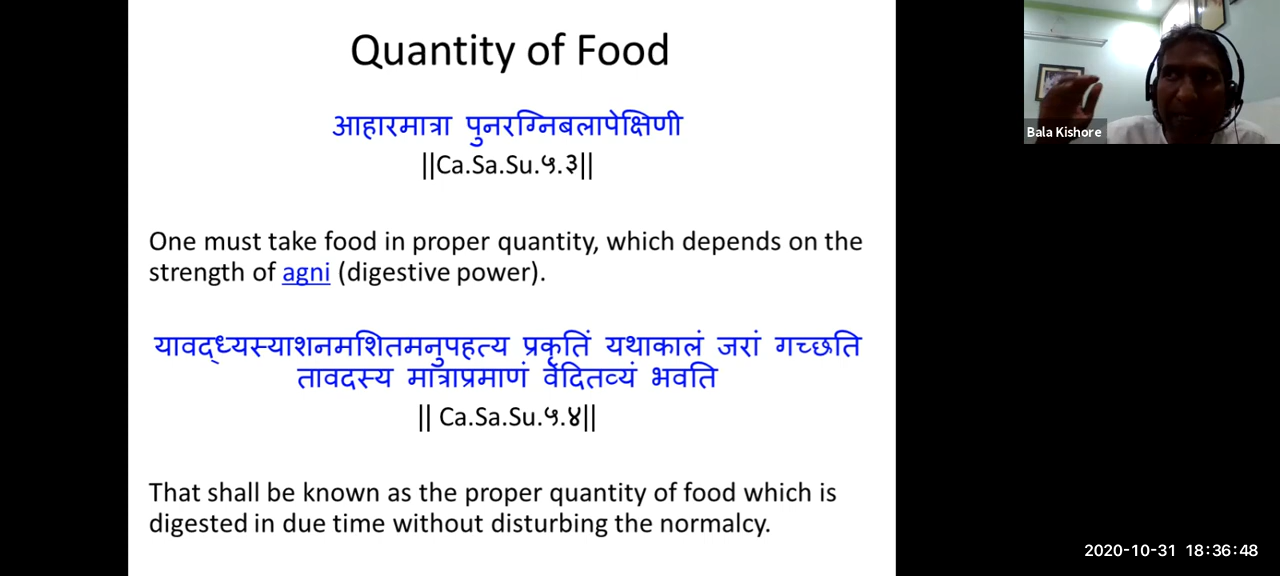 Quantity of Food
आहारमात्रा पुनरग्निबलापेक्षिणी
||Ca.Sa.Su.५.३||
One must take food in proper quantity, which depends on the
strength of agni (digestive power).
यावद्ध्यस्याशनमशितमनुपहत्य प्रकृतिं यथाकालं जरां गच्छति
तावदस्य मात्राप्रमाणं वेदितव्यं भवति
|| Ca.Sa.Su.५.४||
That shall be known as the proper quantity of food which is
digested in due time without disturbing the normalcy.
Bala Kishore
2020-10-31 18:36:48